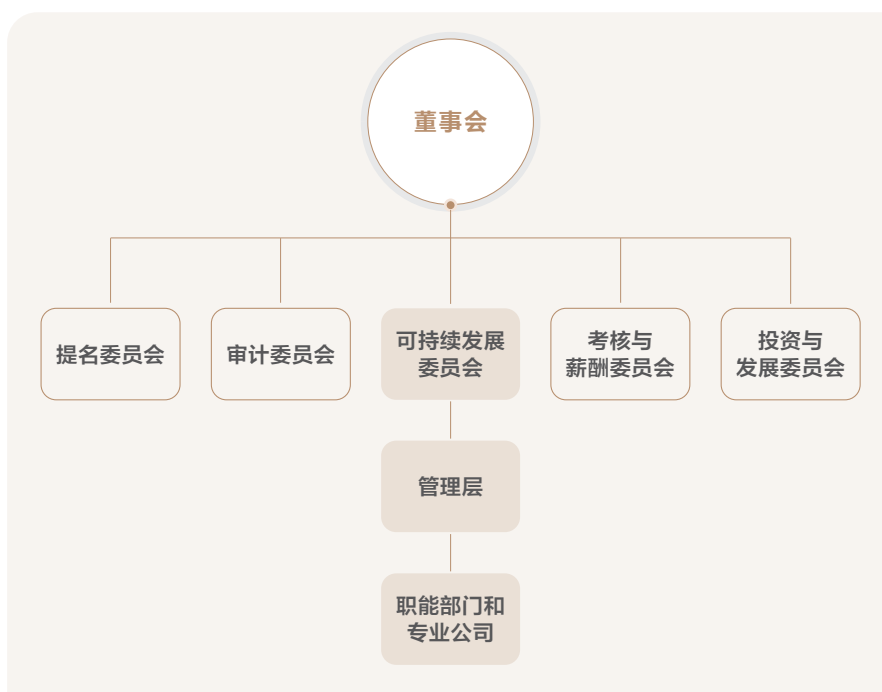 董事会
提名委员会
审计委员会
可持续发展
委员会
考核与
薪酬委员会
投资与
发展委员会
管理层
职能部门和
专业公司